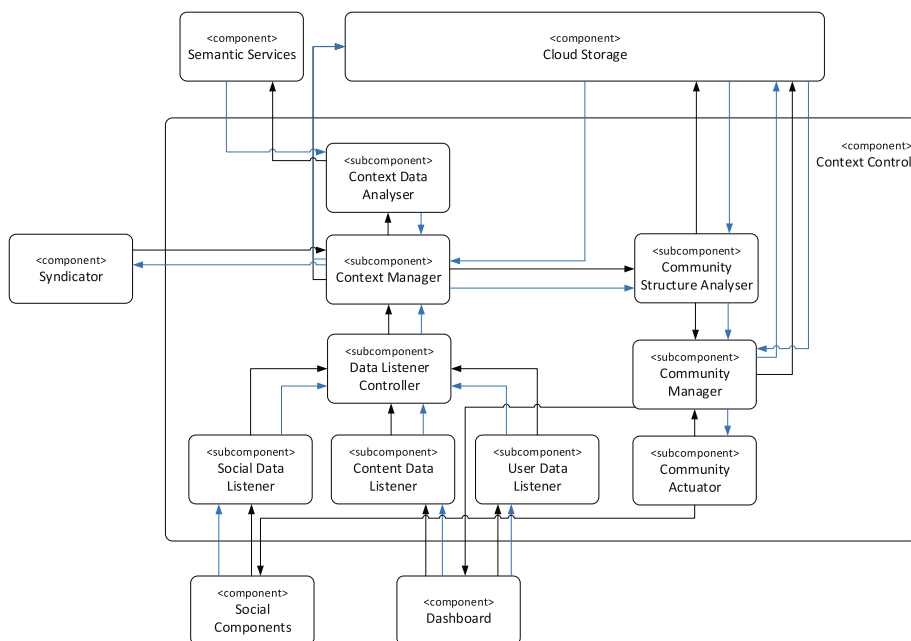 <component>
Semantic Services
<component>
Cloud Storage
<component>
Context Control
<subcomponent>
Context Data
Analyser
<component>
Syndicator
<subcomponent>
Context Manager
<subcomponent>
Community
Structure Analyser
<subcomponent>
Data Listener
Controller
<subcomponent>
Community
Manager
<subcomponent>
Social Data
Listener
<subcomponent>
Content Data
Listener
<subcomponent>
User Data
Listener
<subcomponent>
Community
Actuator
<component>
Social
Components
<component>
Dashboard